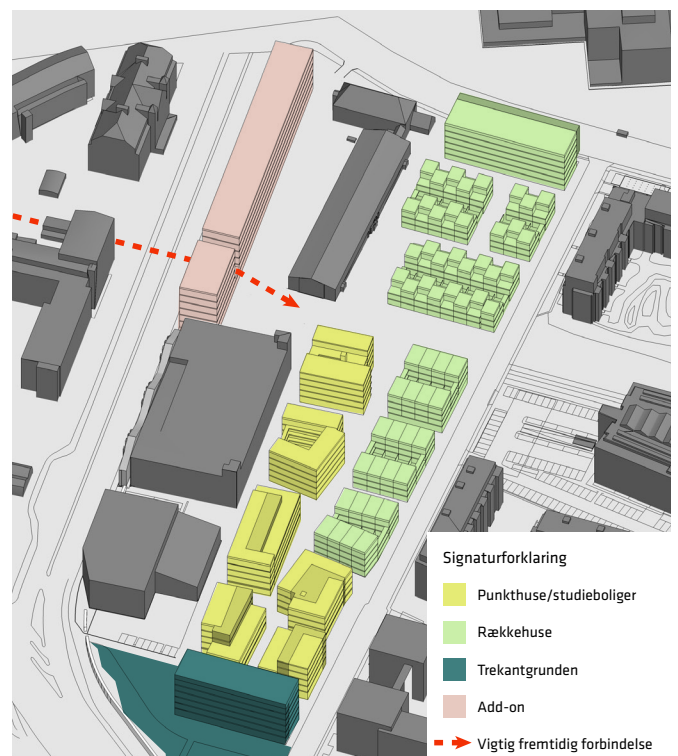 Signaturforklaring
Punkthuse/studieboliger
Rækkehuse
Trekantgrunden
Add-on
Vigtig fremtidig forbindelse